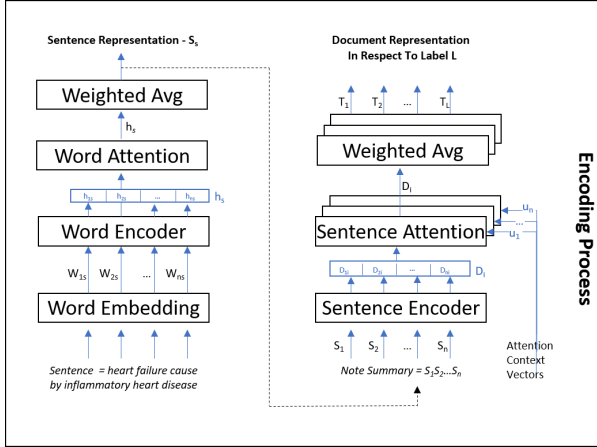 Sentence Representation - Ss
Weighted Avg
hs
Word Attention
h1s h2s ... hns hs
Word Encoder
W1s W2s ... Wns
Word Embedding
Sentence = heart failure cause
by inflammatory heart disease
Document Representation
In Respect To Label L
T1 T2 ... TL
Weighted Avg
Di
un
...
u1
Sentence Attention
D1i D2i ... Dni Di
Sentence Encoder
S1 S2 ... Sn
Note Summary = S1S2...Sn
Attention
Context
Vectors
Encoding Process